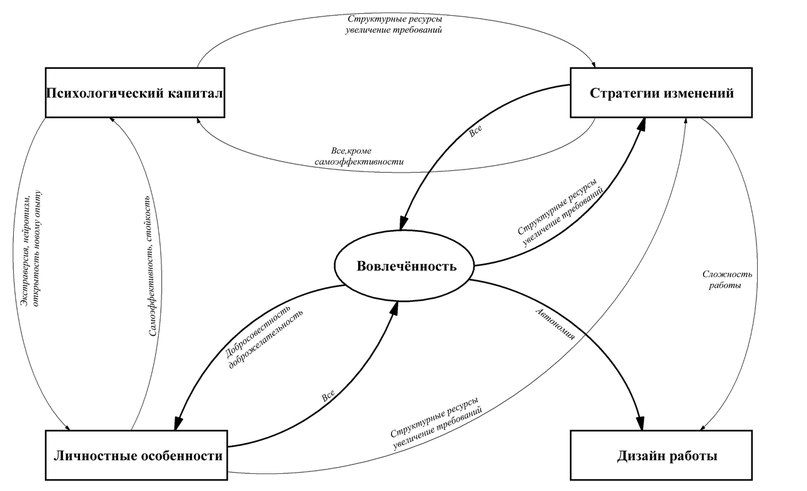 Структурные ресурсы
увеличение требований
Психологический капитал
Стратегии изменений
Все
Все,кроме
самоэффективности
Структурные ресурсы
увеличение требований
Экстраверсия, нейротизм,
открытость новому опыту
Самоэффективность, стойкость
Вовлечённость
Сложность
работы
Добросовестность
доброжелательность
Автономия
Все
Структурные ресурсы
увеличение требований
Личностные особенности
Дизайн работы